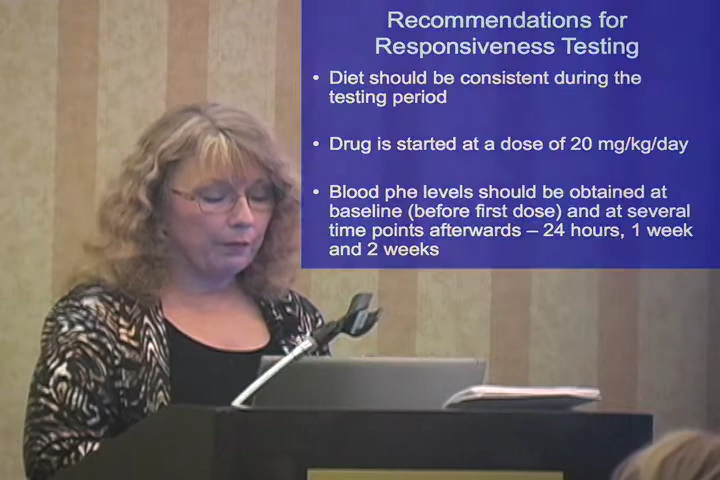 Recommendations for
Responsiveness Testing
• Diet should be consistent during the
testing period
• Drug is started at a dose of 20 mg/kg/day
• Blood phe levels should be obtained at
baseline (before first dose) and at several
time points afterwards – 24 hours, 1 week
and 2 weeks